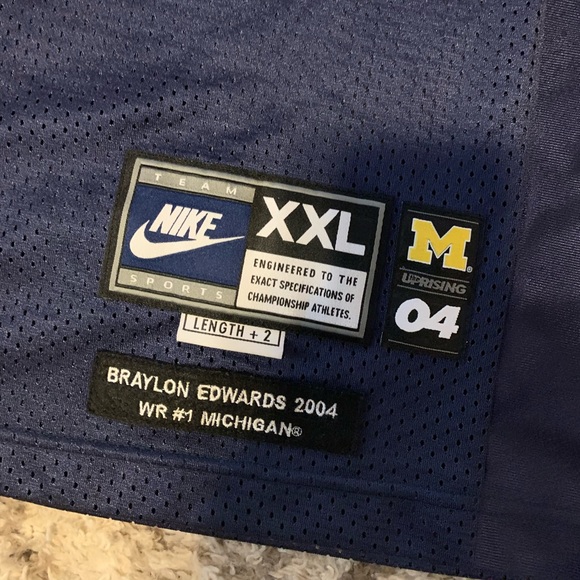 TEAM
NIKE
SPORTS
XXL
ENGINEERED TO THE
EXACT SPECIFICATIONS OF
CHAMPIONSHIP ATHLETES.
M®
UPRISING
04
LENGTH + 2
BRAYLON EDWARDS 2004
WR #1 MICHIGAN®